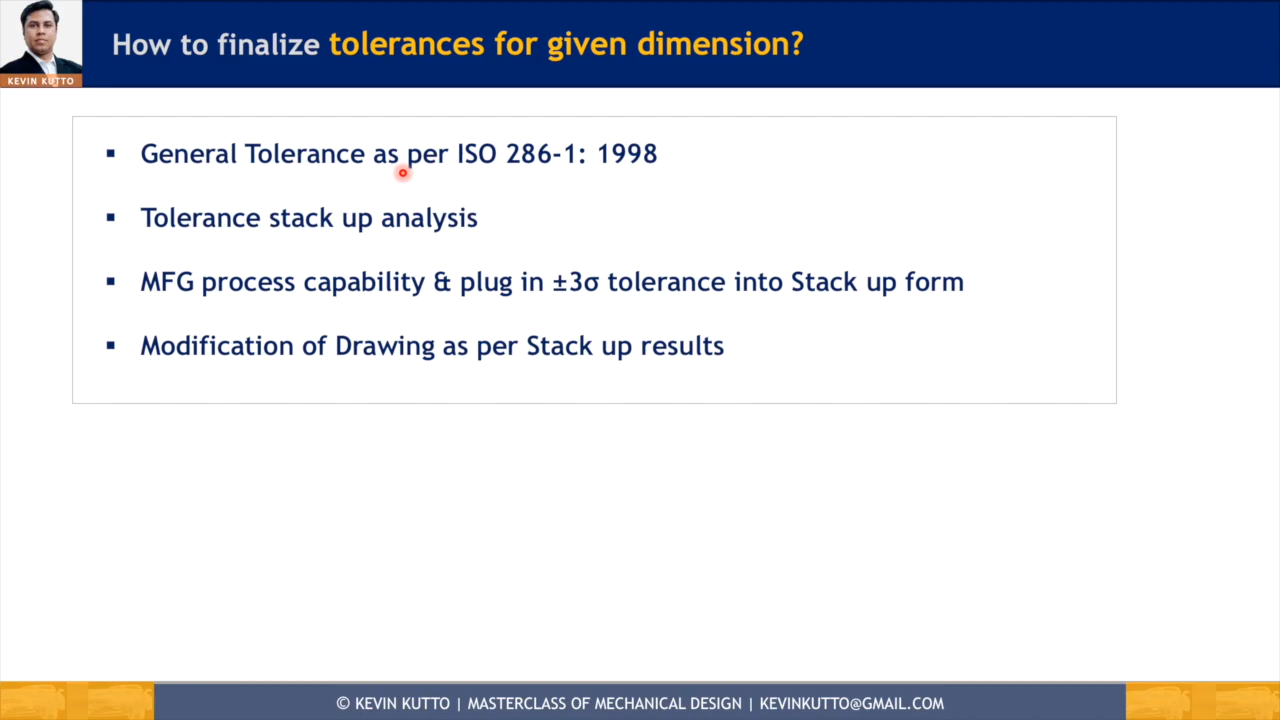 KEVIN KUTTO
How to finalize tolerances for given dimension?
▪ General Tolerance as per ISO 286-1: 1998
▪ Tolerance stack up analysis
▪ MFG process capability & plug in ±3σ tolerance into Stack up form
▪ Modification of Drawing as per Stack up results
© KEVIN KUTTO | MASTERCLASS OF MECHANICAL DESIGN | KEVINKUTTO@GMAIL.COM